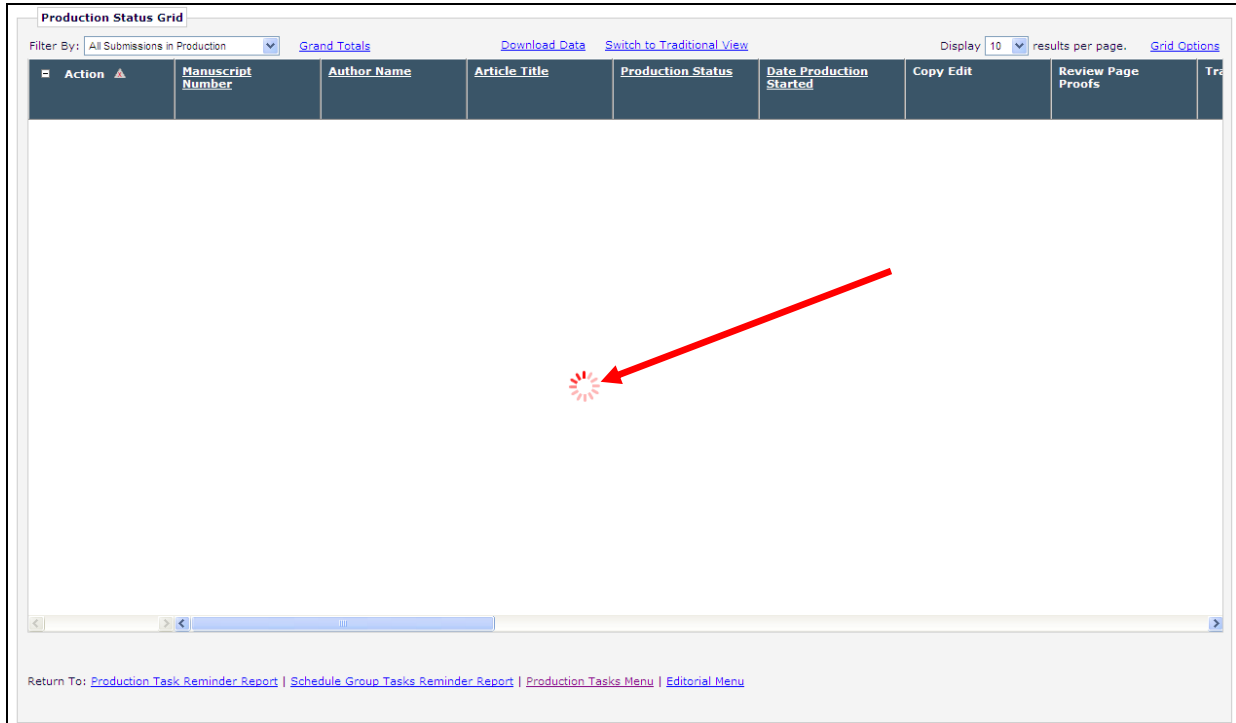 Production Status Grid
Filter By: All Submissions in Production Grand Totals Download Data Switch to Traditional View Display 10 results per page. Grid Options
Action Manuscript Number Author Name Article Title Production Status Date Production Started Copy Edit Review Page Proofs Tra
Return To: Production Task Reminder Report | Schedule Group Tasks Reminder Report | Production Tasks Menu | Editorial Menu